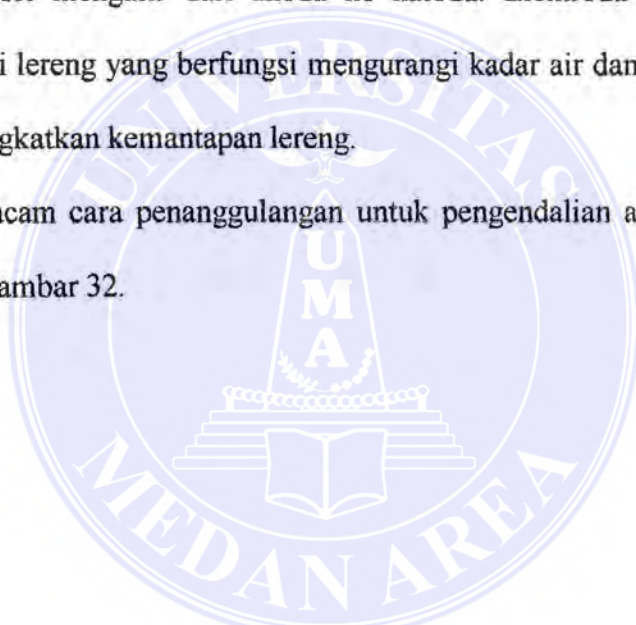 i lereng yang berfungsi mengurangi kadar air dan
gkatkan kemantapan lereng.
acam cara penanggulangan untuk pengendalian a
ambar 32.
UNIVERSITAS
UMA
MEDAN AREA